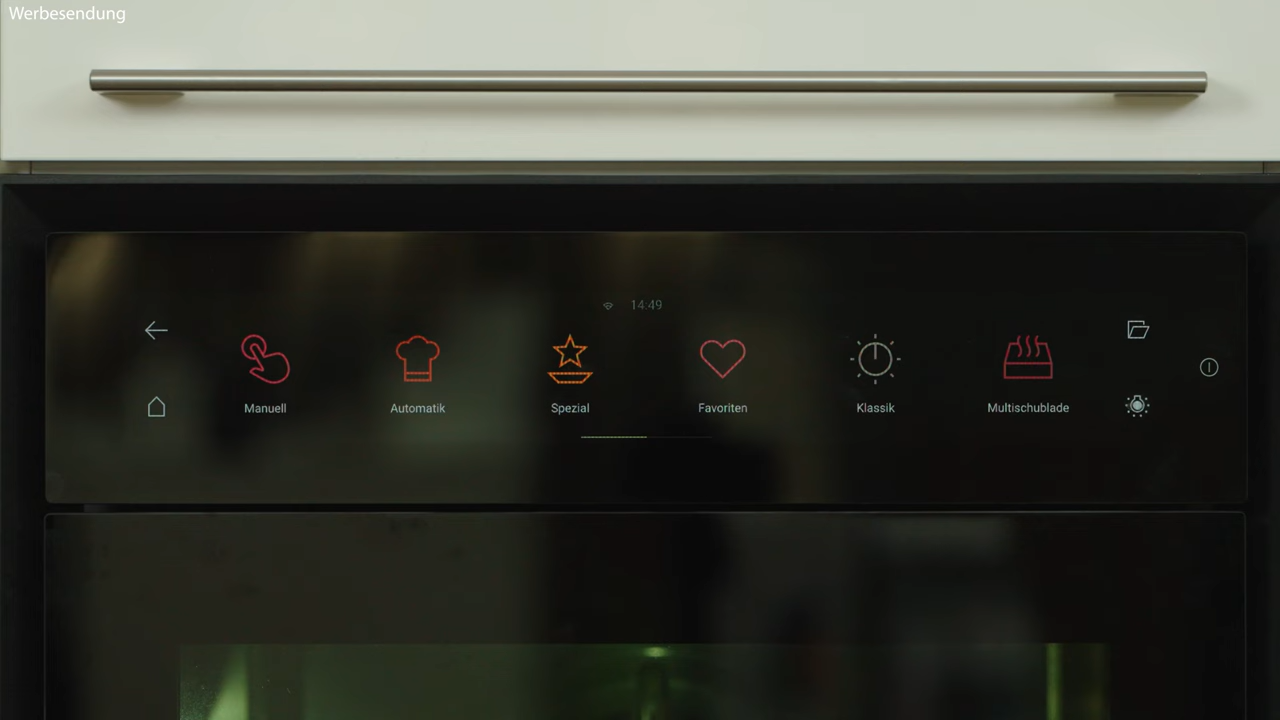 Werbesendung
14:49
Manuell
Automatik
Spezial
Favoriten
Klassik
Multischublade